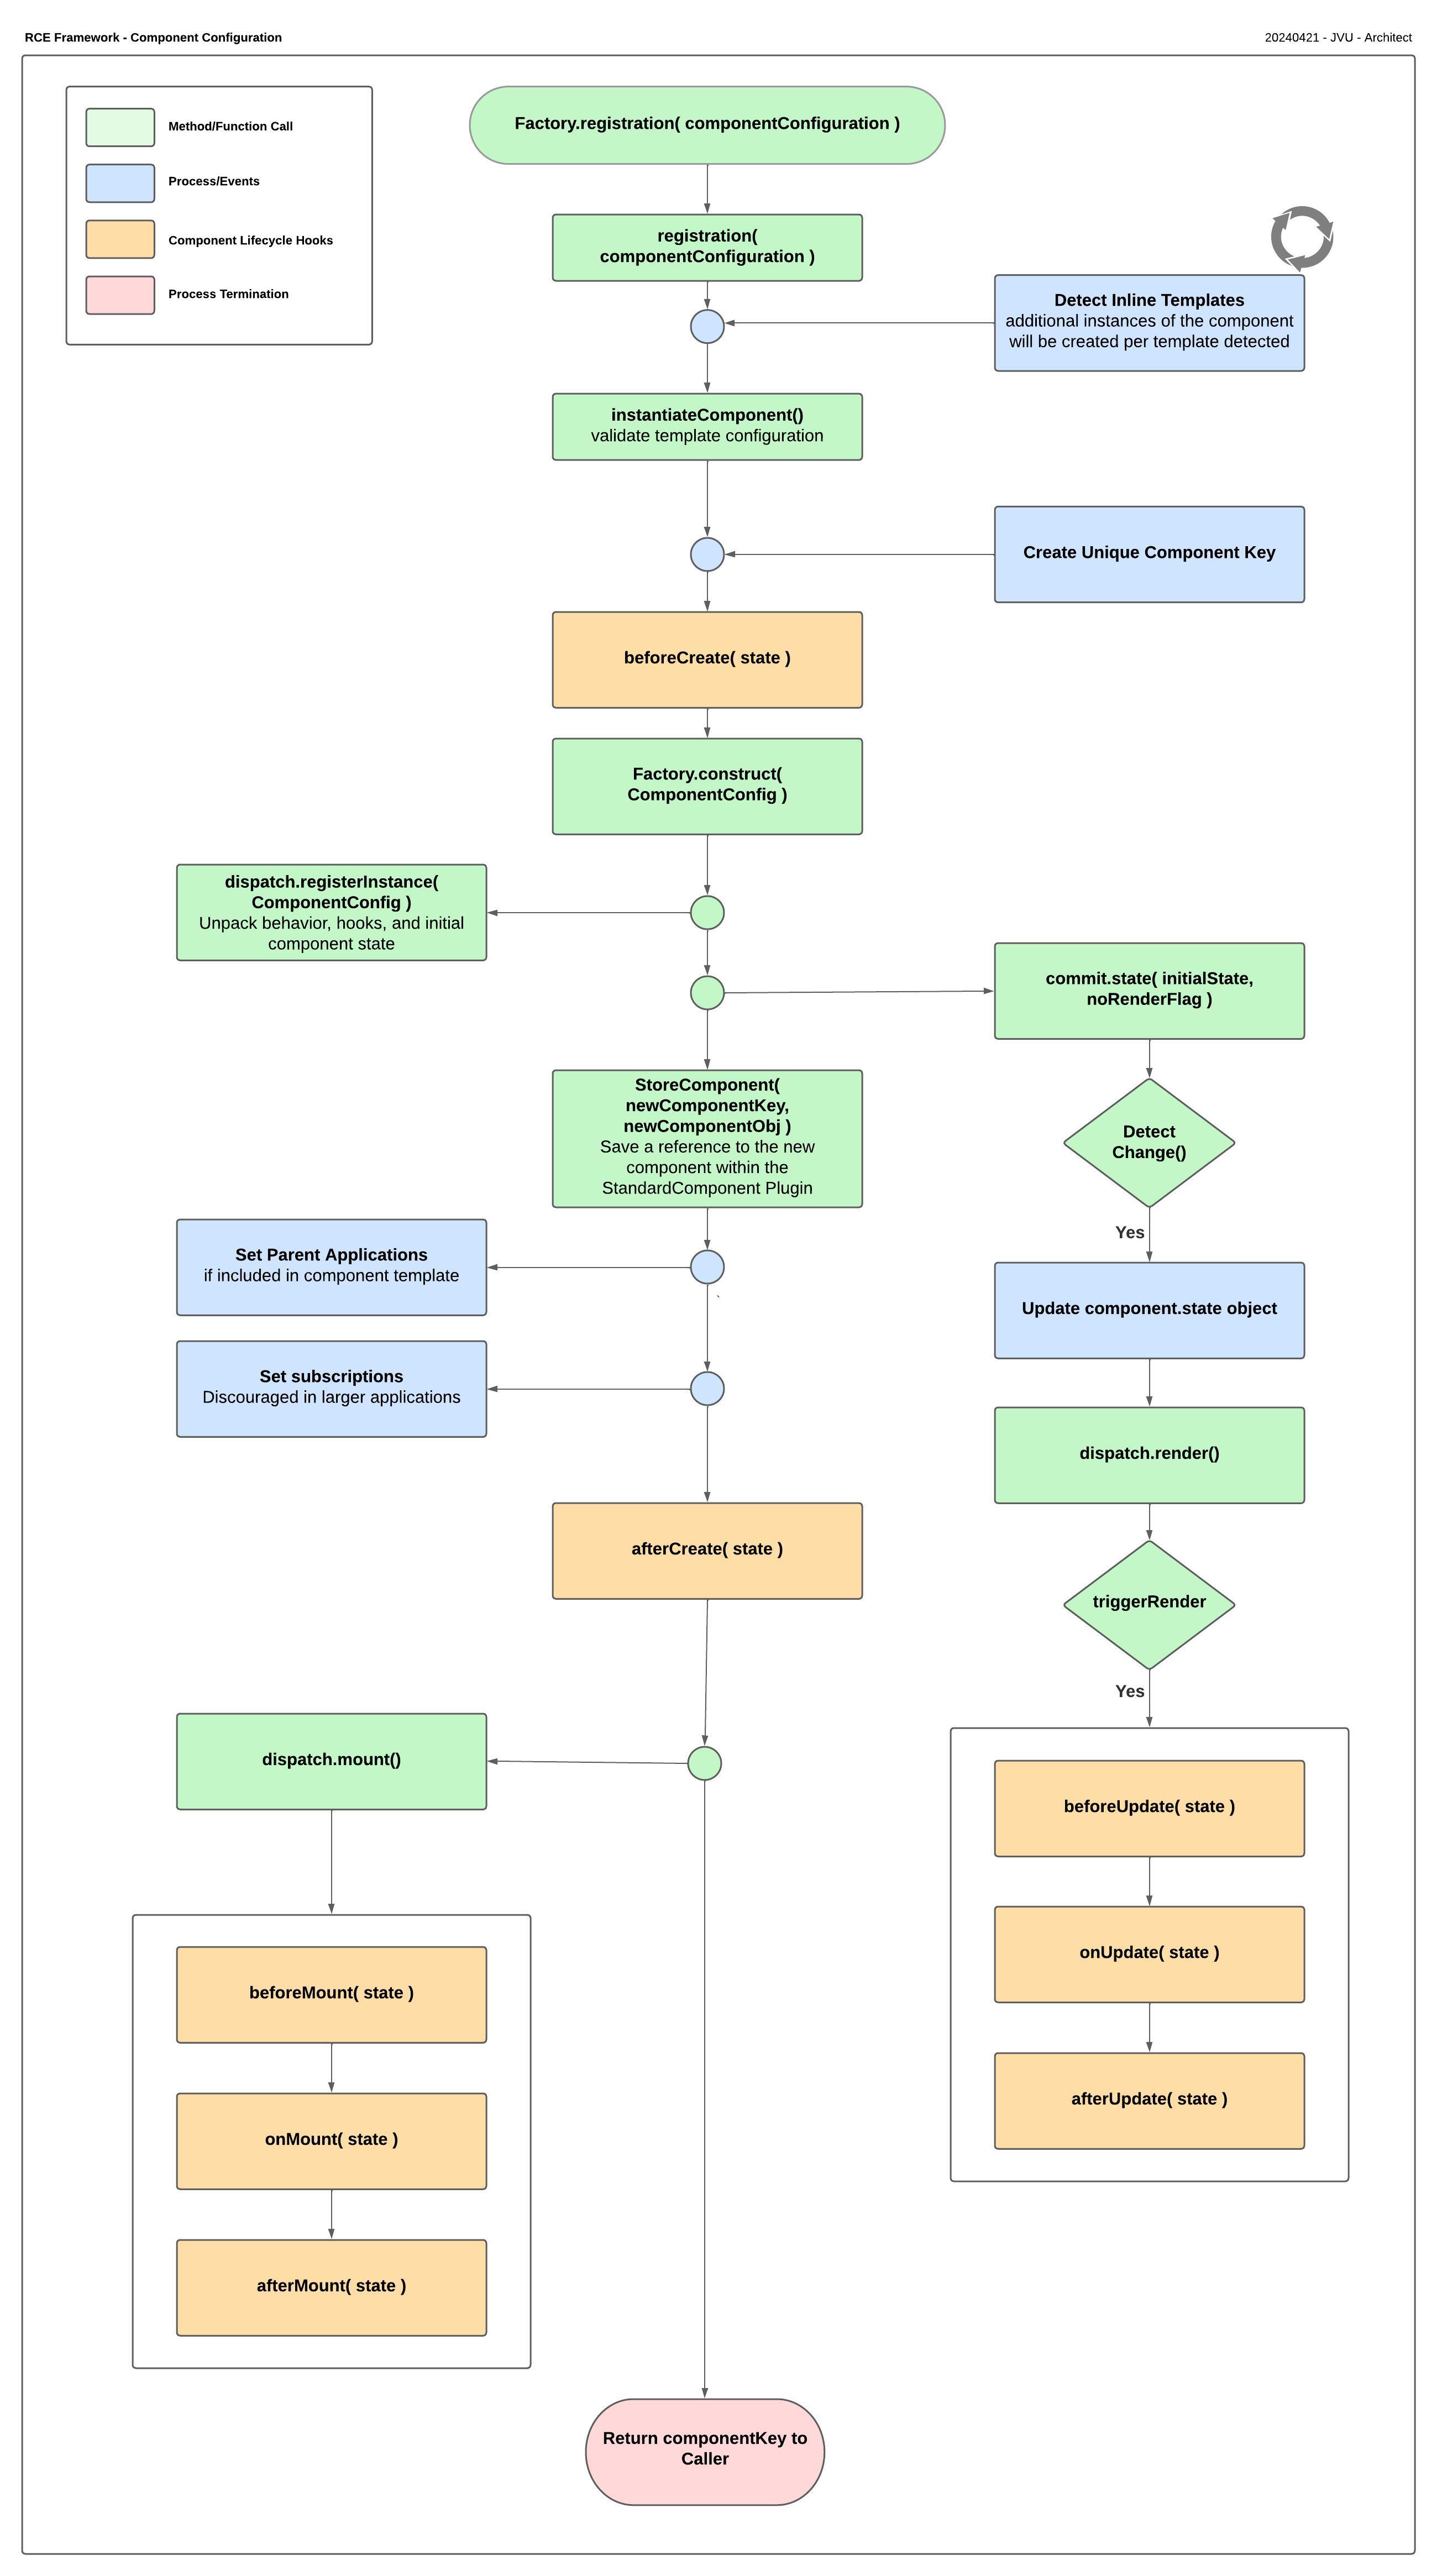 RCE Framework - Component Configuration
20240421 - JVU - Architect
Method/Function Call
Process/Events
Component Lifecycle Hooks
Process Termination
Factory.registration( componentConfiguration )
registration(
componentConfiguration )
Detect Inline Templates
additional instances of the component
will be created per template detected
instantiateComponent()
validate template configuration
Create Unique Component Key
beforeCreate( state )
Factory.construct(
ComponentConfig )
dispatch.registerInstance(
ComponentConfig )
Unpack behavior, hooks, and initial
component state
commit.state( initialState,
noRenderFlag )
StoreComponent(
newComponentKey,
newComponentObj )
Save a reference to the new
component within the
StandardComponent Plugin
Detect
Change()
Yes
Set Parent Applications
if included in component template
`
Update component.state object
Set subscriptions
Discouraged in larger applications
dispatch.render()
afterCreate( state )
triggerRender
Yes
dispatch.mount()
beforeUpdate( state )
onUpdate( state )
afterUpdate( state )
beforeMount( state )
onMount( state )
afterMount( state )
Return componentKey to
Caller